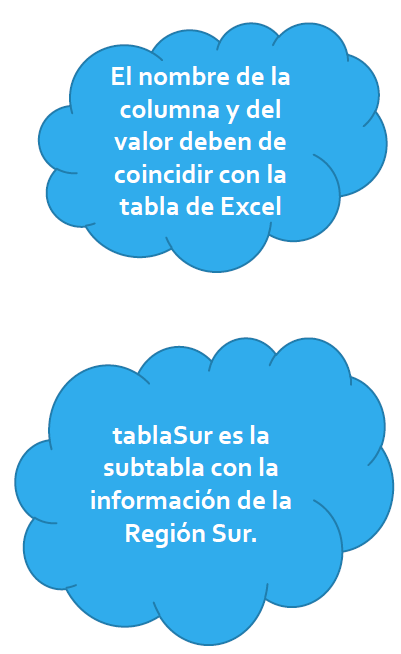 El nombre de la
columna y del
valor deben de
coincidir con la
tabla de Excel
tablaSur es la
subtabla con la
información de la
Región Sur.